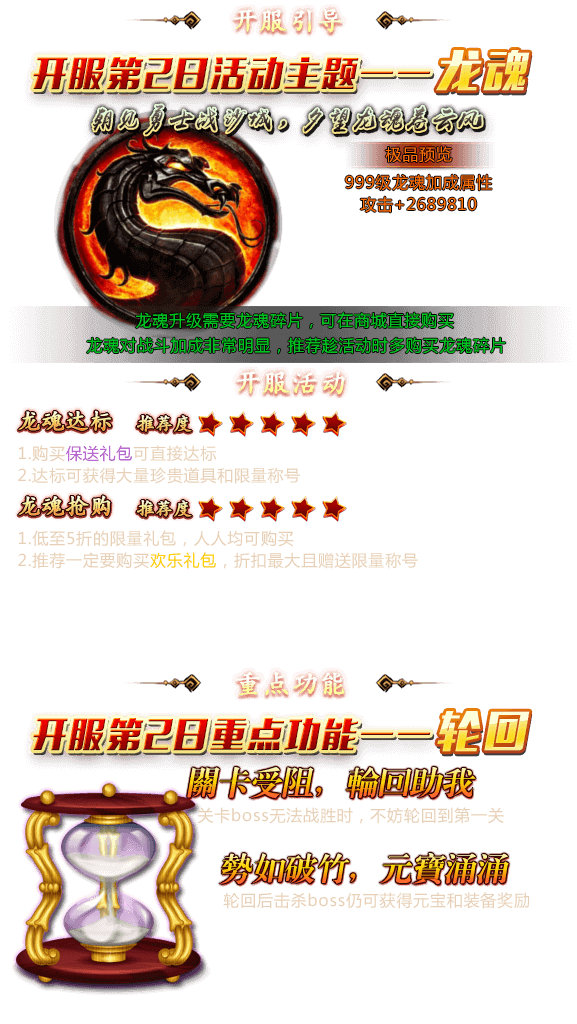 开服引导
开服第2日活动主题——龙魂
朝见勇士战沙城，夕望龙魂卷云风
极品预览
999级龙魂加成属性
攻击+2689810
龙魂升级需要龙魂碎片，可在商城直接购买
龙魂对战斗加成非常明显，推荐趁活动时多购买龙魂碎片
开服活动
龙魂达标 推荐度
1.购买保送礼包可直接达标
2.达标可获得大量珍贵道具和限量称号
龙魂抢购 推荐度
1.低至5折的限量礼包，人人均可购买
2.推荐一定要购买欢乐礼包，折扣最大且赠送限量称号
重点功能
开服第2日重点功能——轮回
關卡受阻，輪回助我
关卡boss无法战胜时，不妨轮回到第一关
勢如破竹，元寶涌涌
轮回后击杀boss仍可获得元宝和装备奖励